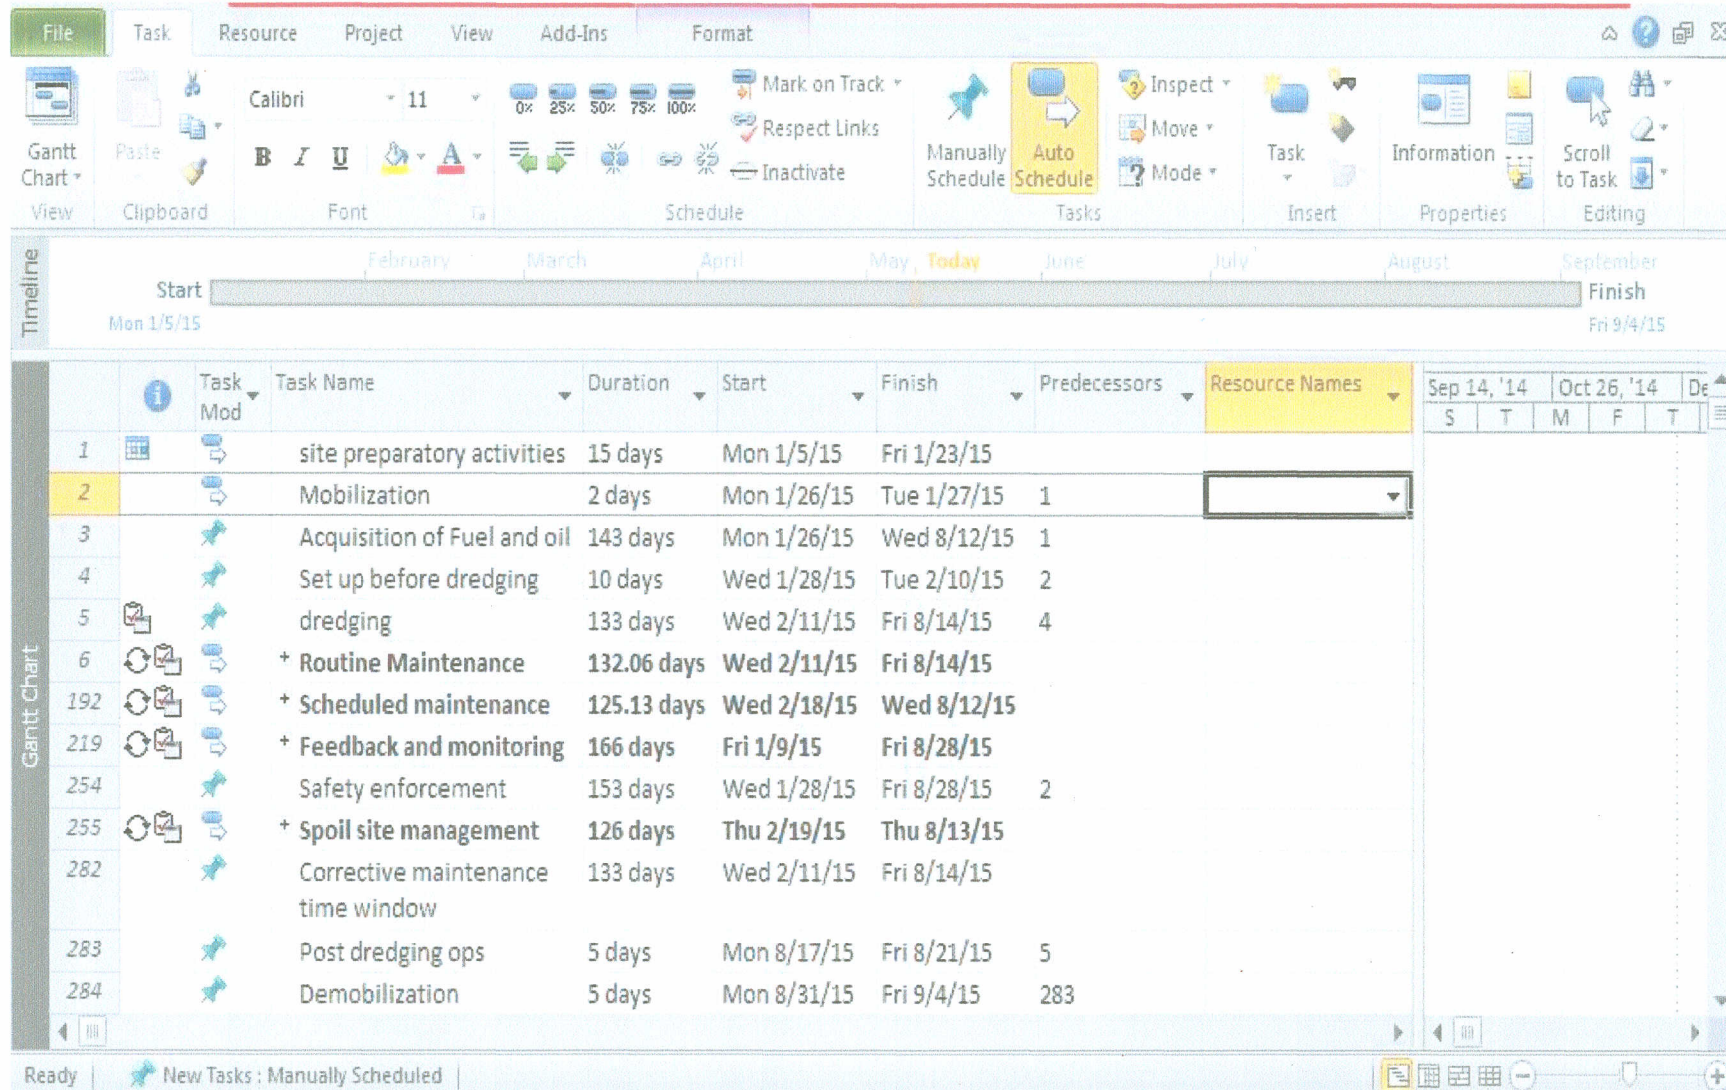 File Task Resource Project View Add-Ins Format
Calibri 11 0% 25% 50% 75% 100% Mark on Track Inspect
Respect Links Move
Gantt Chart Paste B I U A Inactivate Manually Schedule Auto Schedule Mode Task Information Scroll to Task
View Clipboard Font Schedule Tasks Insert Properties Editing
Timeline
February March April May Today June July August September
Start Finish
Mon 1/5/15 Fri 9/4/15
Gantt Chart
Task Mod Task Name Duration Start Finish Predecessors Resource Names Sep 14, '14 Oct 26, '14 De
S T M F T
1 site preparatory activities 15 days Mon 1/5/15 Fri 1/23/15
2 Mobilization 2 days Mon 1/26/15 Tue 1/27/15 1
3 Acquisition of Fuel and oil 143 days Mon 1/26/15 Wed 8/12/15 1
4 Set up before dredging 10 days Wed 1/28/15 Tue 2/10/15 2
5 dredging 133 days Wed 2/11/15 Fri 8/14/15 4
6 + Routine Maintenance 132.06 days Wed 2/11/15 Fri 8/14/15
192 + Scheduled maintenance 125.13 days Wed 2/18/15 Wed 8/12/15
219 + Feedback and monitoring 166 days Fri 1/9/15 Fri 8/28/15
254 Safety enforcement 153 days Wed 1/28/15 Fri 8/28/15 2
255 + Spoil site management 126 days Thu 2/19/15 Thu 8/13/15
282 Corrective maintenance 133 days Wed 2/11/15 Fri 8/14/15
time window
283 Post dredging ops 5 days Mon 8/17/15 Fri 8/21/15 5
284 Demobilization 5 days Mon 8/31/15 Fri 9/4/15 283
Ready New Tasks : Manually Scheduled